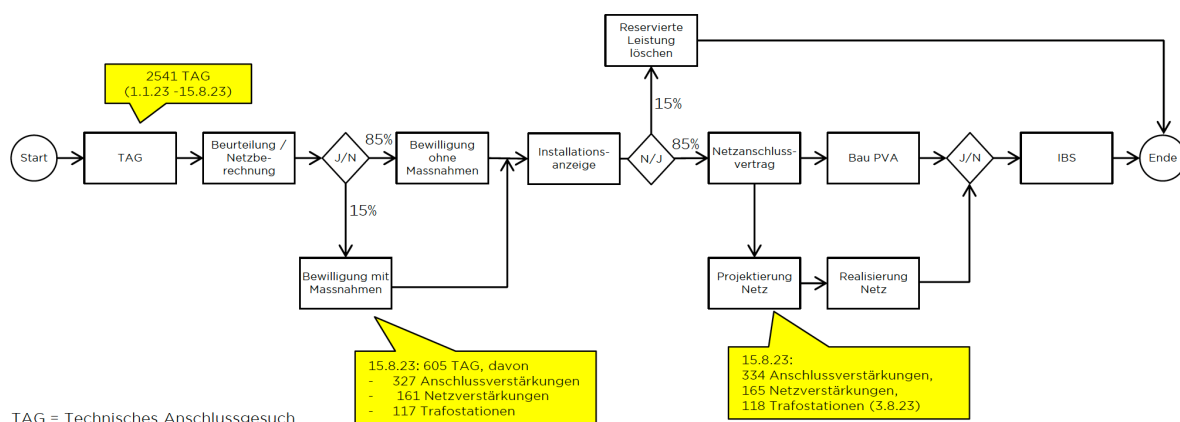 Reservierte
Leistung
löschen
2541 TAG
(1.1.23 -15.8.23)
15%
Start
TAG
Beurteilung /
Netzbe-
rechnung
J/N
85%
Bewilligung
ohne
Massnahmen
Installations-
anzeige
N/J
85%
Netzanschluss-
vertrag
Bau PVA
J/N
IBS
Ende
15%
Bewilligung mit
Massnahmen
Projektierung
Netz
Realisierung
Netz
15.8.23: 605 TAG, davon
- 327 Anschlussverstärkungen
- 161 Netzverstärkungen
- 117 Trafostationen
15.8.23:
334 Anschlussverstärkungen,
165 Netzverstärkungen,
118 Trafostationen (3.8.23)
TAG = Technisches Anschlussgesuch